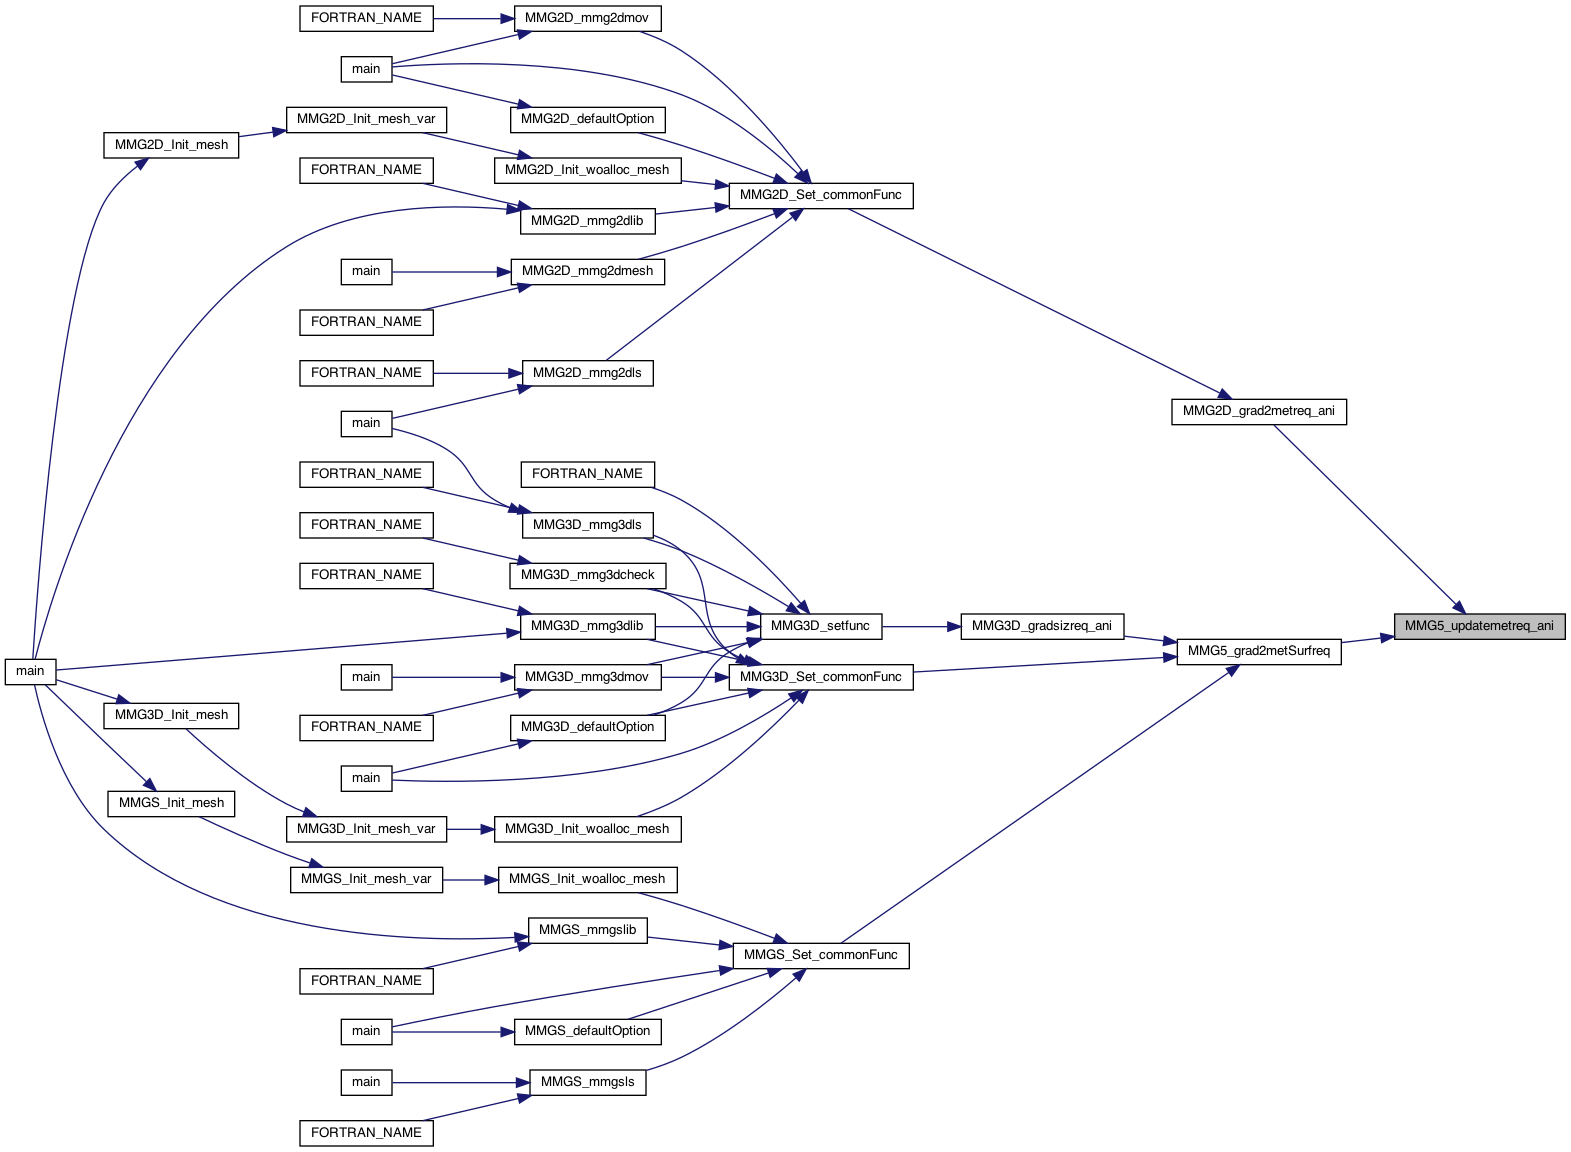 FORTRAN_NAME
MMG2D_mmg2dmov
main
MMG2D_defaultOption
MMG2D_Init_mesh_var
MMG2D_Init_mesh
FORTRAN_NAME
MMG2D_Init_woalloc_mesh
MMG2D_Set_commonFunc
MMG2D_mmg2dlib
main
MMG2D_mmg2dmesh
FORTRAN_NAME
FORTRAN_NAME
MMG2D_mmg2dls
MMG2D_grad2metreq_ani
main
FORTRAN_NAME
FORTRAN_NAME
FORTRAN_NAME
MMG3D_mmg3dls
FORTRAN_NAME
MMG3D_mmg3dcheck
MMG3D_mmg3dlib
MMG3D_setfunc
MMG3D_gradsizreq_ani
MMG5_updatemetreq_ani
MMG5_grad2metSurfreq
main
main
MMG3D_mmg3dmov
MMG3D_Set_commonFunc
MMG3D_Init_mesh
FORTRAN_NAME
MMG3D_defaultOption
main
MMGS_Init_mesh
MMG3D_Init_mesh_var
MMG3D_Init_woalloc_mesh
MMGS_Init_mesh_var
MMGS_Init_woalloc_mesh
MMGS_mmgslib
MMGS_Set_commonFunc
FORTRAN_NAME
main
MMGS_defaultOption
main
MMGS_mmgsls
FORTRAN_NAME